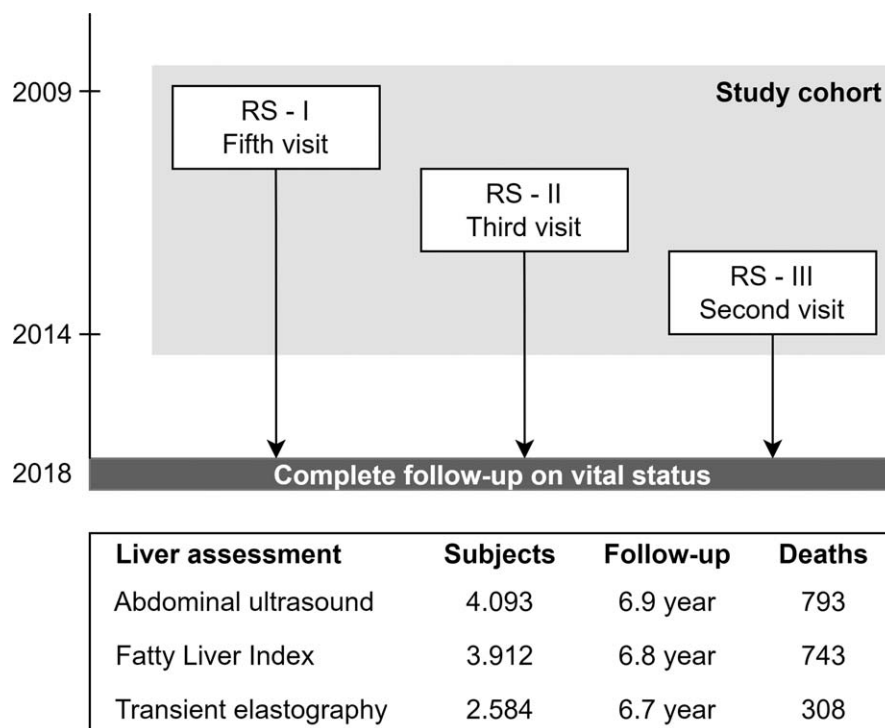 2009
Study cohort
RS - I
Fifth visit
RS - II
Third visit
RS - III
Second visit
2014
2018
Complete follow-up on vital status
Liver assessment Subjects Follow-up Deaths
Abdominal ultrasound 4.093 6.9 year 793
Fatty Liver Index 3.912 6.8 year 743
Transient elastography 2.584 6.7 year 308